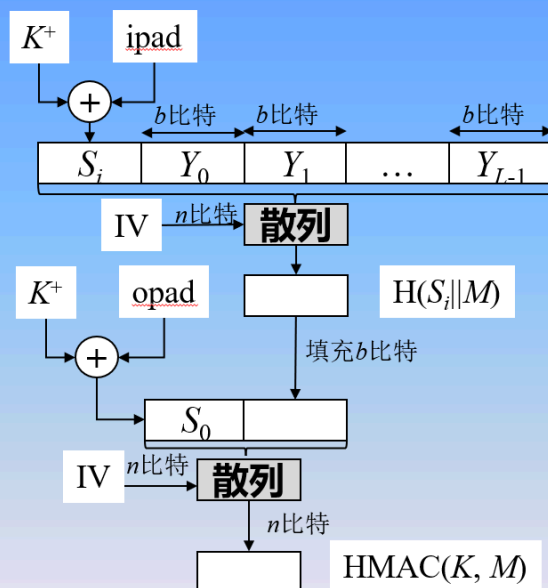 K⁺ ipad
+
b比特 b比特 b比特
Sᵢ Y₀ Y₁ … Y_{L-1}
IV n比特 散列
K⁺ opad H(Sᵢ||M)
+ 填充b比特
S₀
IV n比特 散列
n比特
HMAC(K, M)